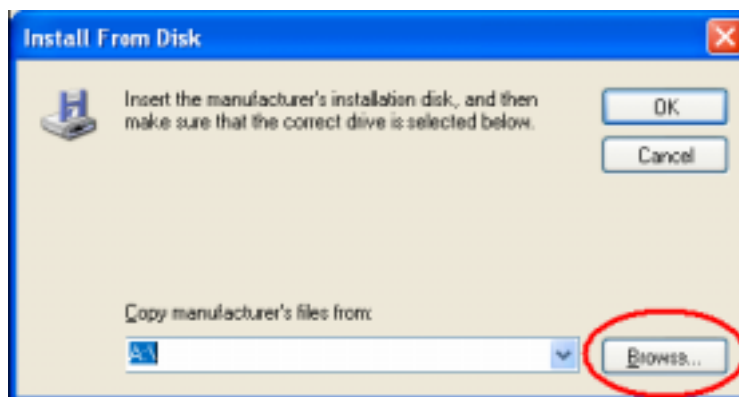 Install From Disk
Insert the manufacturer's installation disk, and then
make sure that the correct drive is selected below.
OK
Cancel
Copy manufacturer's files from:
A:\
Browse...